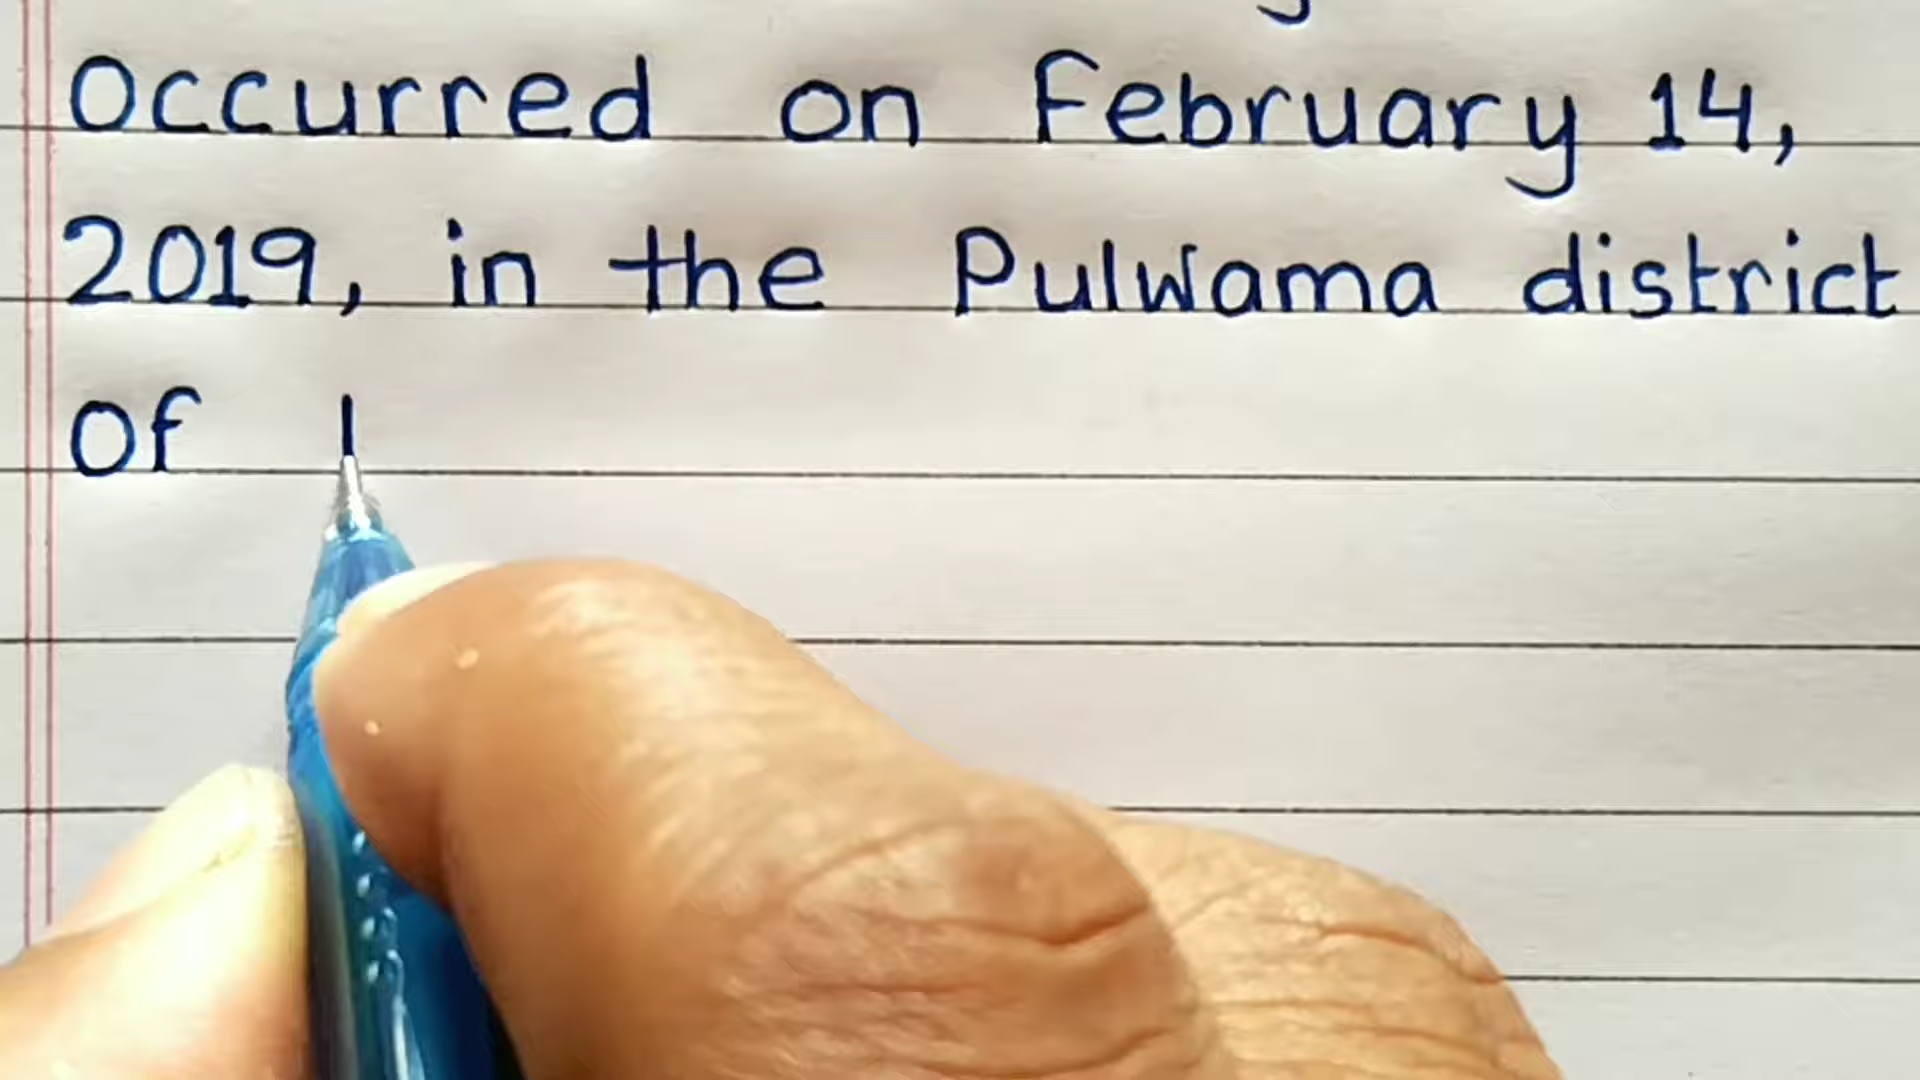 Occurred on February 14,
2019, in the Pulwama district
Of